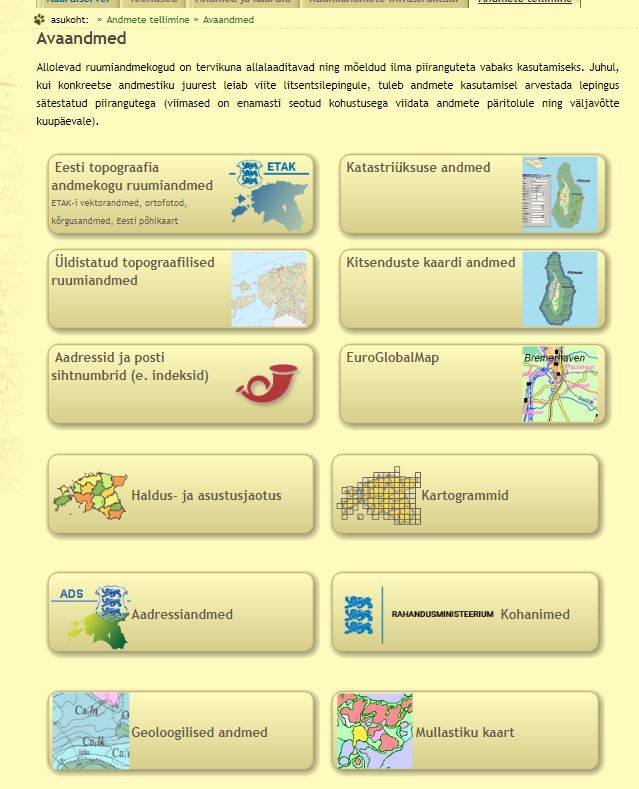 Teenused
Andmed ja kaardid
Ruumiandmete infrastruktuur
Andmete tellimine
asukoht: » Andmete tellimine » Avaandmed
Avaandmed
Allolevad ruumiandmekogud on tervikuna allalaaditavad ning mõeldud ilma piiranguteta vabaks kasutamiseks. Juhul,
kui konkreetse andmestiku juurest leiab viite litsentsilepingule, tuleb andmete kasutamisel arvestada lepingus
sätestatud piirangutega (viimased on enamasti seotud kohustusega viidata andmete päritolule ning väljavõtte
kuupäevale).
Eesti topograafia
andmekogu ruumiandmed
ETAK-i vektorandmed, ortofotod,
kõrgusandmed, Eesti põhikaart
ETAK
Katastriüksuse andmed
Üldistatud topograafilised
ruumiandmed
Kitsenduste kaardi andmed
Aadressid ja posti
sihtnumbrid (e. indeksid)
EuroGlobalMap
Bremerhaven
Haldus- ja asustusjaotus
Kartogrammid
ADS
Aadressiandmed
RAHANDUSMINISTEERIUM
Kohanimed
Geoloogilised andmed
Mullastiku kaart